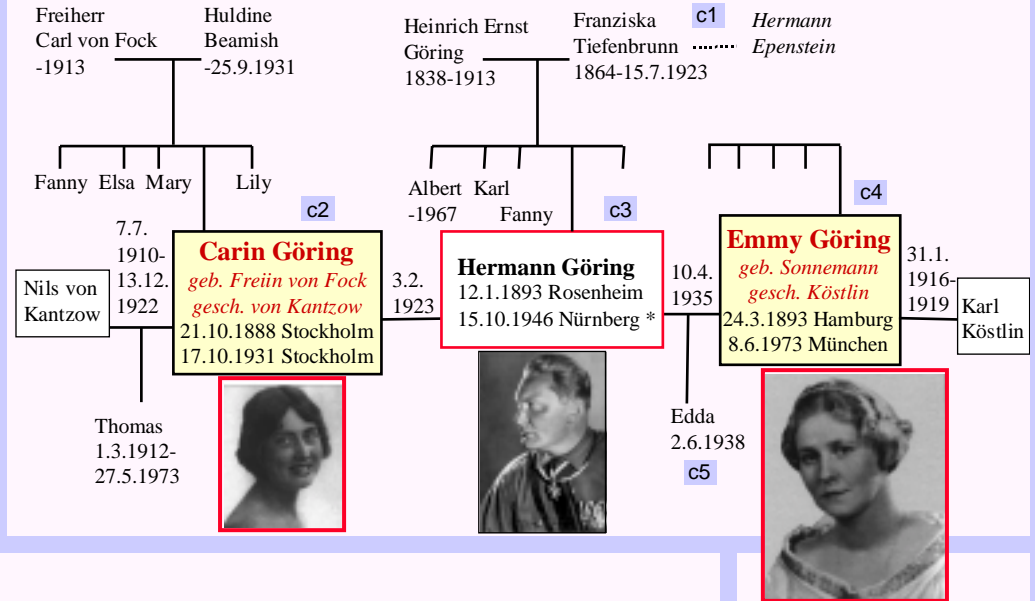 Freiherr
Carl von Fock
-1913
Huldine
Beamish
-25.9.1931
Heinrich Ernst
Göring
1838-1913
Franziska
Tiefenbrunn
1864-15.7.1923
c1
Hermann
Epenstein
Fanny Elsa Mary Lily
Albert Karl
-1967
Fanny
c2
c3
c4
Nils von
Kantzow
7.7.
1910-
13.12.
1922
Carin Göring
geb. Freiin von Fock
gesch. von Kantzow
21.10.1888 Stockholm
17.10.1931 Stockholm
3.2.
1923
Hermann Göring
12.1.1893 Rosenheim
15.10.1946 Nürnberg *
10.4.
1935
Emmy Göring
geb. Sonnemann
gesch. Köstlin
24.3.1893 Hamburg
8.6.1973 München
31.1.
1916-
1919
Karl
Köstlin
Thomas
1.3.1912-
27.5.1973
Edda
2.6.1938
c5